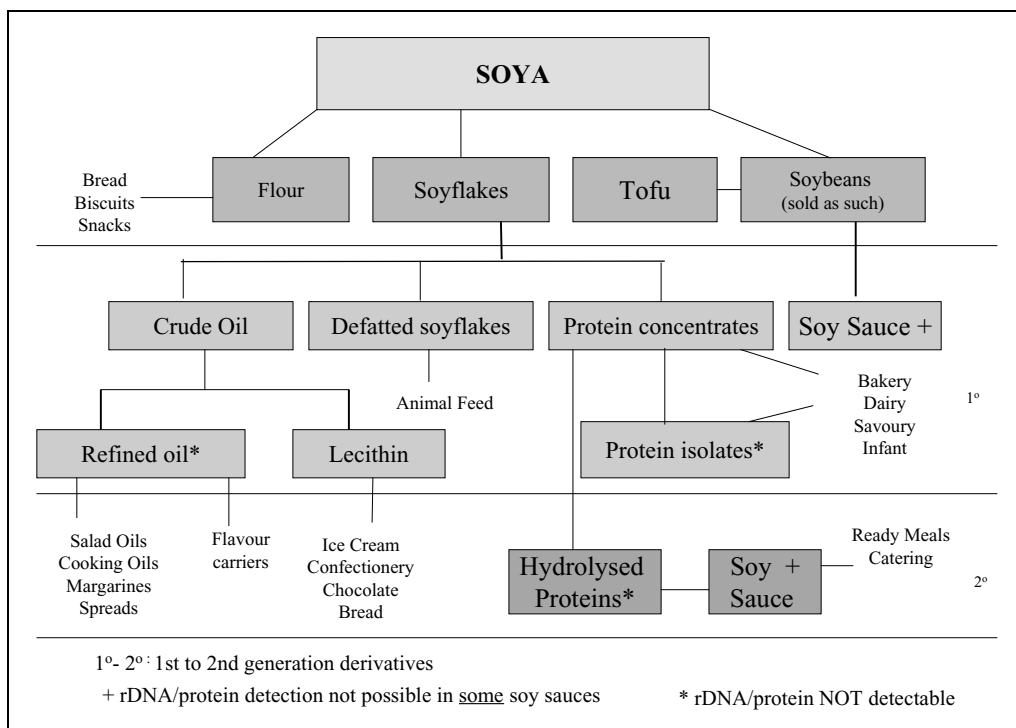 SOYA
Bread
Biscuits
Snacks
Flour
Soyflakes
Tofu
Soybeans
(sold as such)
Crude Oil
Defatted soyflakes
Protein concentrates
Soy Sauce +
Animal Feed
Bakery
Dairy
Savoury
Infant
1º
Refined oil*
Lecithin
Protein isolates*
Salad Oils
Cooking Oils
Margarines
Spreads
Flavour
carriers
Ice Cream
Confectionery
Chocolate
Bread
Hydrolysed
Proteins*
Soy +
Sauce
Ready Meals
Catering
2º
1º- 2º : 1st to 2nd generation derivatives
+ rDNA/protein detection not possible in some soy sauces
* rDNA/protein NOT detectable